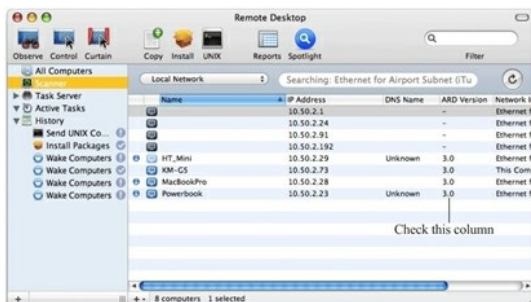 Remote Desktop
Observe Control Curtain Copy Install UNIX Reports Spotlight Filter
All Computers
Scanner
Task Server
Active Tasks
History
Send UNIX Co...
Install Packages
Wake Computers
Wake Computers
Wake Computers
Wake Computers
Local Network Searching: Ethernet for Airport Subnet (iTu
Name IP Address DNS Name ARD Version Network I
10.50.2.1 - Ethernet f
10.50.2.24 - Ethernet f
10.50.2.91 - Ethernet f
10.50.2.192 - Ethernet f
HT_Mini 10.50.2.29 Unknown 3.0 Ethernet f
KM-G5 10.50.2.73 3.0 This Com
MacBookPro 10.50.2.28 3.0 Ethernet f
Powerbook 10.50.2.23 Unknown 3.0 Ethernet f
Check this column
8 computers 1 selected